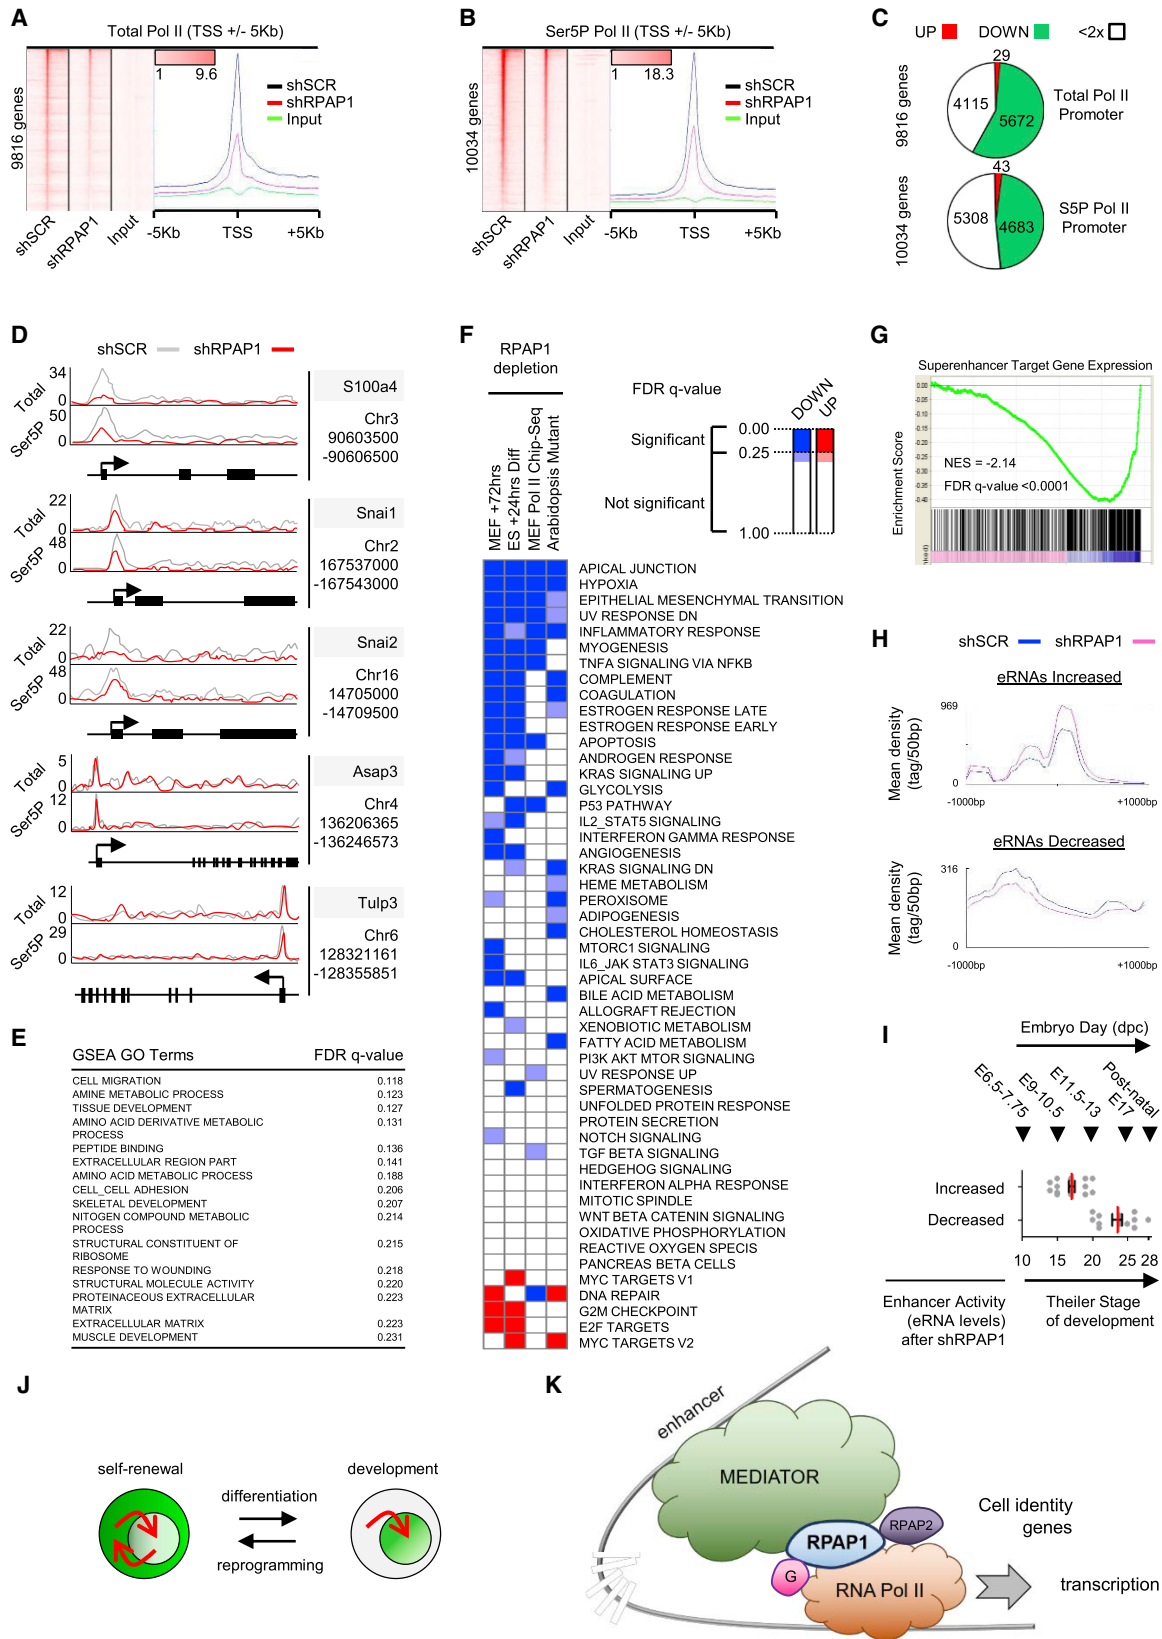 A
Total Pol II (TSS +/- 5Kb)
9816 genes
1 9.6
shSCR
shRPAP1
Input
shSCR
shRPAP1
Input
-5Kb TSS +5Kb
B
Ser5P Pol II (TSS +/- 5Kb)
10034 genes
1 18.3
shSCR
shRPAP1
Input
shSCR
shRPAP1
Input
-5Kb TSS +5Kb
C
UP DOWN <2x
9816 genes
29
4115
5672
Total Pol II
Promoter
10034 genes
43
5308
4683
S5P Pol II
Promoter
D
shSCR shRPAP1
Total
34
0
Ser5P
50
0
S100a4
Chr3
90603500
-90606500
Total
22
0
Ser5P
48
0
Snai1
Chr2
167537000
-167543000
Total
22
0
Ser5P
48
0
Snai2
Chr16
14705000
-14709500
Total
5
0
Ser5P
12
0
Asap3
Chr4
136206365
-136246573
Total
12
0
Ser5P
29
0
Tulp3
Chr6
128321161
-128355851
E
GSEA GO Terms FDR q-value
CELL MIGRATION 0.118
AMINE METABOLIC PROCESS 0.123
TISSUE DEVELOPMENT 0.127
AMINO ACID DERIVATIVE METABOLIC 0.131
PROCESS
PEPTIDE BINDING 0.136
EXTRACELLULAR REGION PART 0.141
AMINO ACID METABOLIC PROCESS 0.188
CELL_CELL ADHESION 0.206
SKELETAL DEVELOPMENT 0.207
NITOGEN COMPOUND METABOLIC 0.214
PROCESS
STRUCTURAL CONSTITUENT OF 0.215
RIBOSOME
RESPONSE TO WOUNDING 0.218
STRUCTURAL MOLECULE ACTIVITY 0.220
PROTEINACEOUS EXTRACELLULAR 0.223
MATRIX
EXTRACELLULAR MATRIX 0.223
MUSCLE DEVELOPMENT 0.231
F
RPAP1
depletion
MEF +72hrs
ES +24hrs Diff
MEF Pol II Chip-Seq
Arabidopsis Mutant
FDR q-value
DOWN
UP
Significant
Not significant
0.00
0.25
1.00
APICAL JUNCTION
HYPOXIA
EPITHELIAL MESENCHYMAL TRANSITION
UV RESPONSE DN
INFLAMMATORY RESPONSE
MYOGENESIS
TNFA SIGNALING VIA NFKB
COMPLEMENT
COAGULATION
ESTROGEN RESPONSE LATE
ESTROGEN RESPONSE EARLY
APOPTOSIS
ANDROGEN RESPONSE
KRAS SIGNALING UP
GLYCOLYSIS
P53 PATHWAY
IL2_STAT5 SIGNALING
INTERFERON GAMMA RESPONSE
ANGIOGENESIS
KRAS SIGNALING DN
HEME METABOLISM
PEROXISOME
ADIPOGENESIS
CHOLESTEROL HOMEOSTASIS
MTORC1 SIGNALING
IL6_JAK STAT3 SIGNALING
APICAL SURFACE
BILE ACID METABOLISM
ALLOGRAFT REJECTION
XENOBIOTIC METABOLISM
FATTY ACID METABOLISM
PI3K AKT MTOR SIGNALING
UV RESPONSE UP
SPERMATOGENESIS
UNFOLDED PROTEIN RESPONSE
PROTEIN SECRETION
NOTCH SIGNALING
TGF BETA SIGNALING
HEDGEHOG SIGNALING
INTERFERON ALPHA RESPONSE
MITOTIC SPINDLE
WNT BETA CATENIN SIGNALING
OXIDATIVE PHOSPHORYLATION
REACTIVE OXYGEN SPECIS
PANCREAS BETA CELLS
MYC TARGETS V1
DNA REPAIR
G2M CHECKPOINT
E2F TARGETS
MYC TARGETS V2
G
Superenhancer Target Gene Expression
Enrichment Score
0.00
-0.05
-0.10
-0.15
-0.20
-0.25
-0.30
-0.35
-0.40
NES = -2.14
FDR q-value <0.0001
H
shSCR shRPAP1
eRNAs Increased
Mean density
(tag/50bp)
969
0
-1000bp +1000bp
eRNAs Decreased
Mean density
(tag/50bp)
316
0
-1000bp +1000bp
I
Embryo Day (dpc)
E6.5-7.75
E9-10.5
E11.5-13
E17
Post-natal
Increased
Decreased
10 15 20 25 28
Enhancer Activity
(eRNA levels)
after shRPAP1
Theiler Stage
of development
J
self-renewal
development
differentiation
reprogramming
K
enhancer
MEDIATOR
RPAP1
RPAP2
G
RNA Pol II
Cell identity
genes
transcription